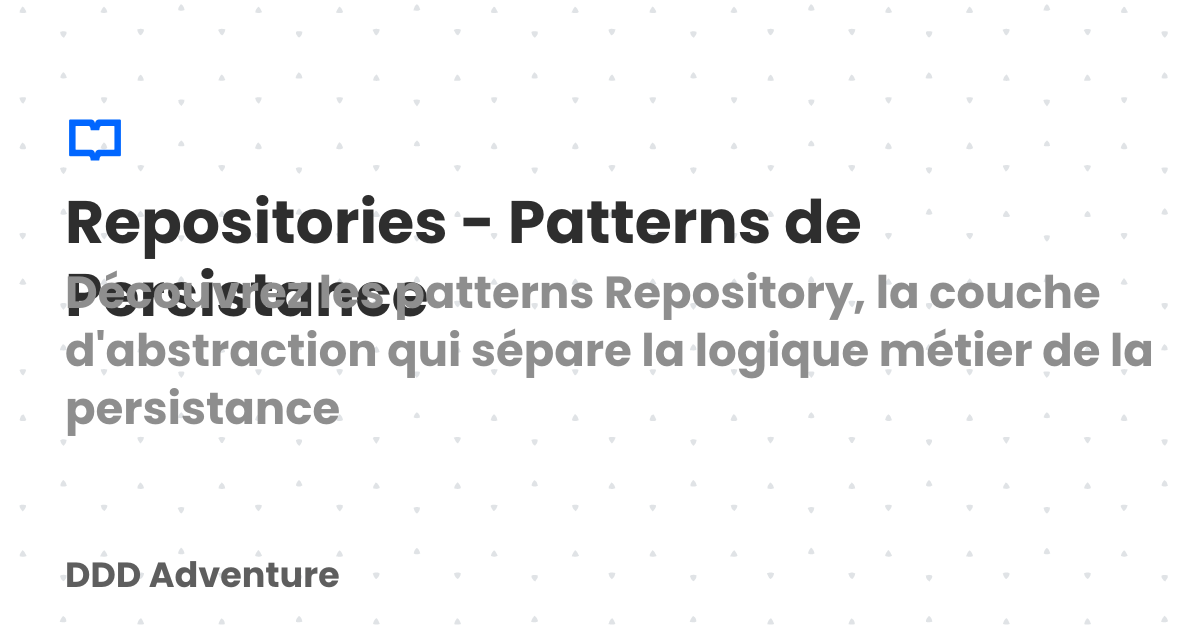 Repositories - Patterns de
Persistance
Découvrez les patterns Repository, la couche
d'abstraction qui sépare la logique métier de la
persistance
DDD Adventure